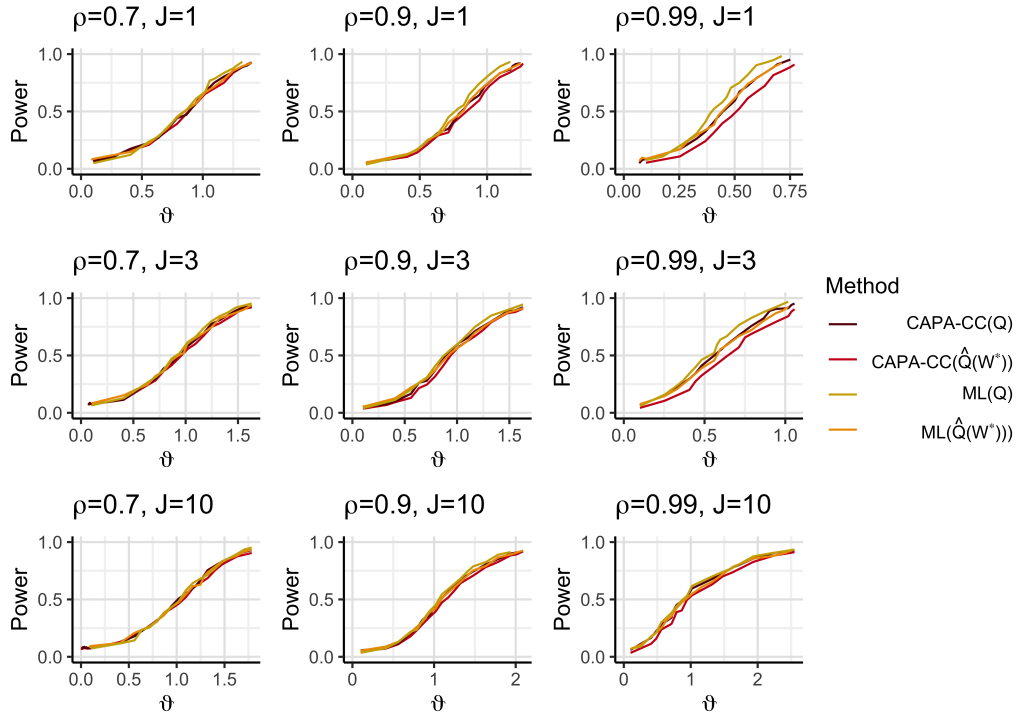 ρ=0.7, J=1
ρ=0.9, J=1
ρ=0.99, J=1
Power
1.0
0.5
0.0
0.0 0.5 1.0
ϑ
Power
1.0
0.5
0.0
0.0 0.5 1.0
ϑ
Power
1.0
0.5
0.0
0.00 0.25 0.50 0.75
ϑ
ρ=0.7, J=3
ρ=0.9, J=3
ρ=0.99, J=3
Power
1.0
0.5
0.0
0.0 0.5 1.0 1.5
ϑ
Power
1.0
0.5
0.0
0.0 0.5 1.0 1.5
ϑ
Power
1.0
0.5
0.0
0.0 0.5 1.0
ϑ
Method
CAPA-CC(Q)
CAPA-CC(Q̂(W*))
ML(Q)
ML(Q̂(W*)))
ρ=0.7, J=10
ρ=0.9, J=10
ρ=0.99, J=10
Power
1.0
0.5
0.0
0.0 0.5 1.0 1.5
ϑ
Power
1.0
0.5
0.0
0 1 2
ϑ
Power
1.0
0.5
0.0
0 1 2
ϑ